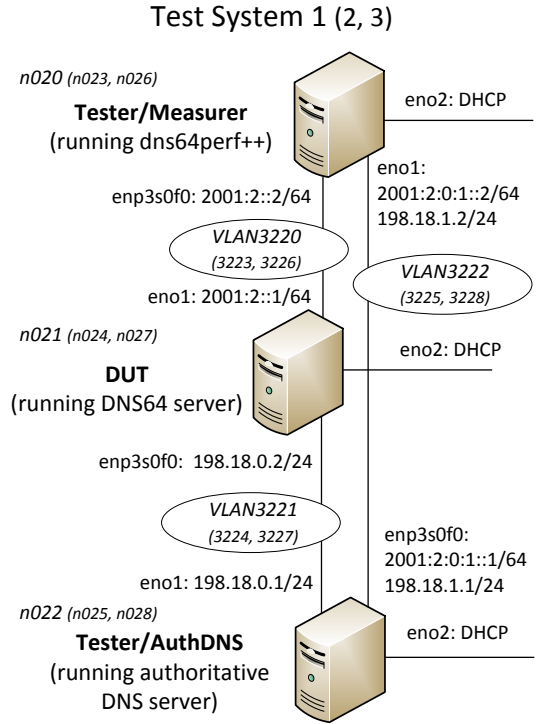 Test System 1 (2, 3)
n020 (n023, n026)
Tester/Measurer
(running dns64perf++)
eno2: DHCP
eno1:
2001:2:0:1::2/64
198.18.1.2/24
enp3s0f0: 2001:2::2/64
VLAN3220
(3223, 3226)
VLAN3222
(3225, 3228)
eno1: 2001:2::1/64
n021 (n024, n027)
DUT
(running DNS64 server)
eno2: DHCP
enp3s0f0: 198.18.0.2/24
VLAN3221
(3224, 3227)
enp3s0f0:
2001:2:0:1::1/64
198.18.1.1/24
eno1: 198.18.0.1/24
n022 (n025, n028)
Tester/AuthDNS
(running authoritative
DNS server)
eno2: DHCP